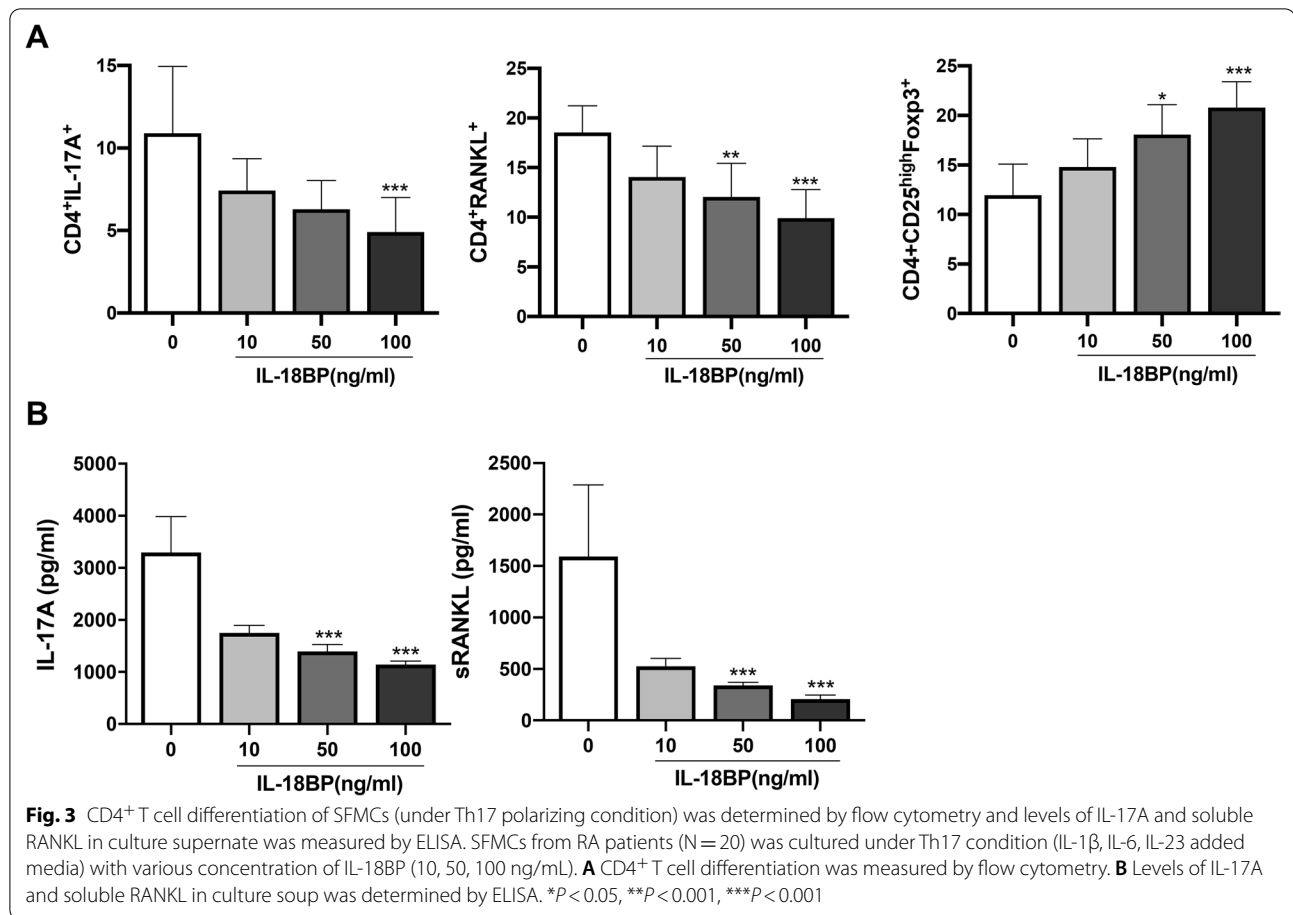 A
15
10
5
0
CD4⁺IL-17A⁺
***
0 10 50 100
IL-18BP(ng/ml)
25
20
15
10
5
0
CD4⁺RANKL⁺
**
***
0 10 50 100
IL-18BP(ng/ml)
25
20
15
10
5
0
CD4+CD25ʰⁱᵍʰFoxp3⁺
*
***
0 10 50 100
IL-18BP(ng/ml)
B
5000
4000
3000
2000
1000
0
IL-17A (pg/ml)
***
***
0 10 50 100
IL-18BP(ng/ml)
2500
2000
1500
1000
500
0
sRANKL (pg/ml)
***
***
0 10 50 100
IL-18BP(ng/ml)
Fig. 3 CD4⁺ T cell differentiation of SFMCs (under Th17 polarizing condition) was determined by flow cytometry and levels of IL-17A and soluble
RANKL in culture supernate was measured by ELISA. SFMCs from RA patients (N = 20) was cultured under Th17 condition (IL-1β, IL-6, IL-23 added
media) with various concentration of IL-18BP (10, 50, 100 ng/mL). A CD4⁺ T cell differentiation was measured by flow cytometry. B Levels of IL-17A
and soluble RANKL in culture soup was determined by ELISA. *P < 0.05, **P < 0.001, ***P < 0.001